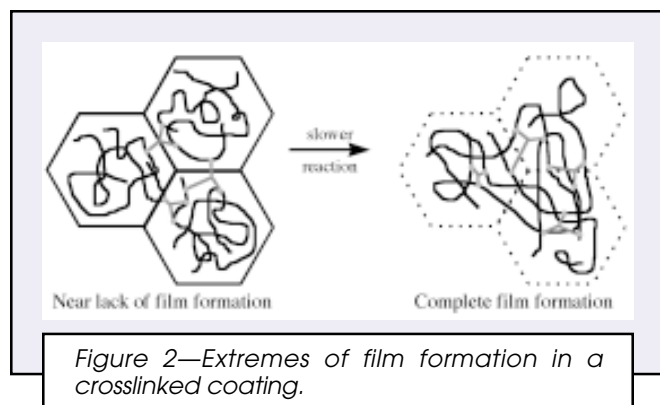 slower
reaction
Near lack of film formation
Complete film formation
Figure 2—Extremes of film formation in a
crosslinked coating.